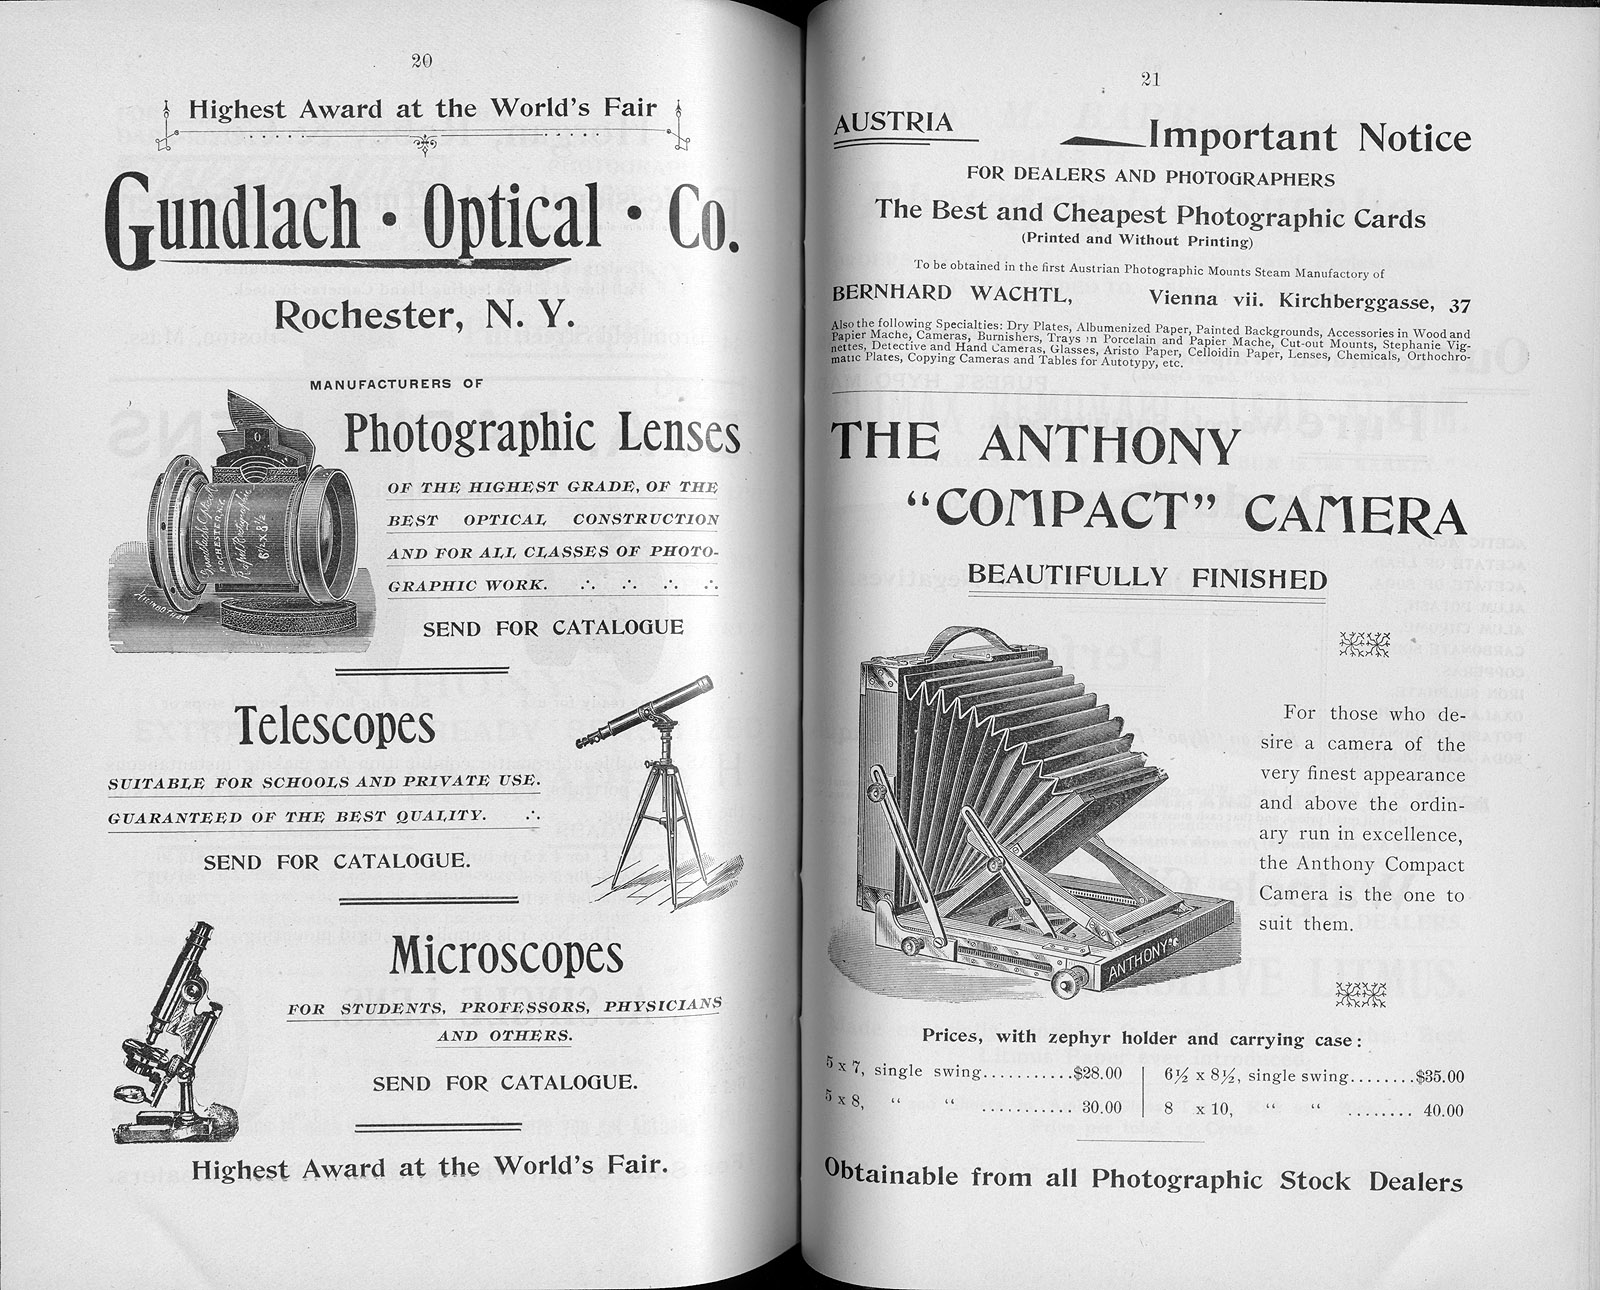 20
Highest Award at the World's Fair
Gundlach · Optical · Co.
Rochester, N. Y.
MANUFACTURERS OF
Photographic Lenses
OF THE HIGHEST GRADE, OF THE
BEST OPTICAL CONSTRUCTION
AND FOR ALL CLASSES OF PHOTO-
GRAPHIC WORK. ∴ ∴ ∴ ∴
SEND FOR CATALOGUE
Telescopes
SUITABLE FOR SCHOOLS AND PRIVATE USE.
GUARANTEED OF THE BEST QUALITY. ∴
SEND FOR CATALOGUE.
Microscopes
FOR STUDENTS, PROFESSORS, PHYSICIANS
AND OTHERS.
SEND FOR CATALOGUE.
Highest Award at the World's Fair.
21
AUSTRIA
Important Notice
FOR DEALERS AND PHOTOGRAPHERS
The Best and Cheapest Photographic Cards
(Printed and Without Printing)
To be obtained in the first Austrian Photographic Mounts Steam Manufactory of
BERNHARD WACHTL, Vienna vii. Kirchberggasse, 37
Also the following Specialties: Dry Plates, Albumenized Paper, Painted Backgrounds, Accessories in Wood and
Papier Mache, Cameras, Burnishers, Trays in Porcelain and Papier Mache, Cut-out Mounts, Stephanie Vig-
nettes, Detective and Hand Cameras, Glasses, Aristo Paper, Celloidin Paper, Lenses, Chemicals, Orthochro-
matic Plates, Copying Cameras and Tables for Autotypy, etc.
THE ANTHONY
"COMPACT" CAMERA
BEAUTIFULLY FINISHED
For those who de-
sire a camera of the
very finest appearance
and above the ordin-
ary run in excellence,
the Anthony Compact
Camera is the one to
suit them.
ANTHONY
Prices, with zephyr holder and carrying case:
5 x 7, single swing...........$28.00
5 x 8, " " ........... 30.00
6½ x 8½, single swing........$35.00
8 x 10, " " ........ 40.00
Obtainable from all Photographic Stock Dealers